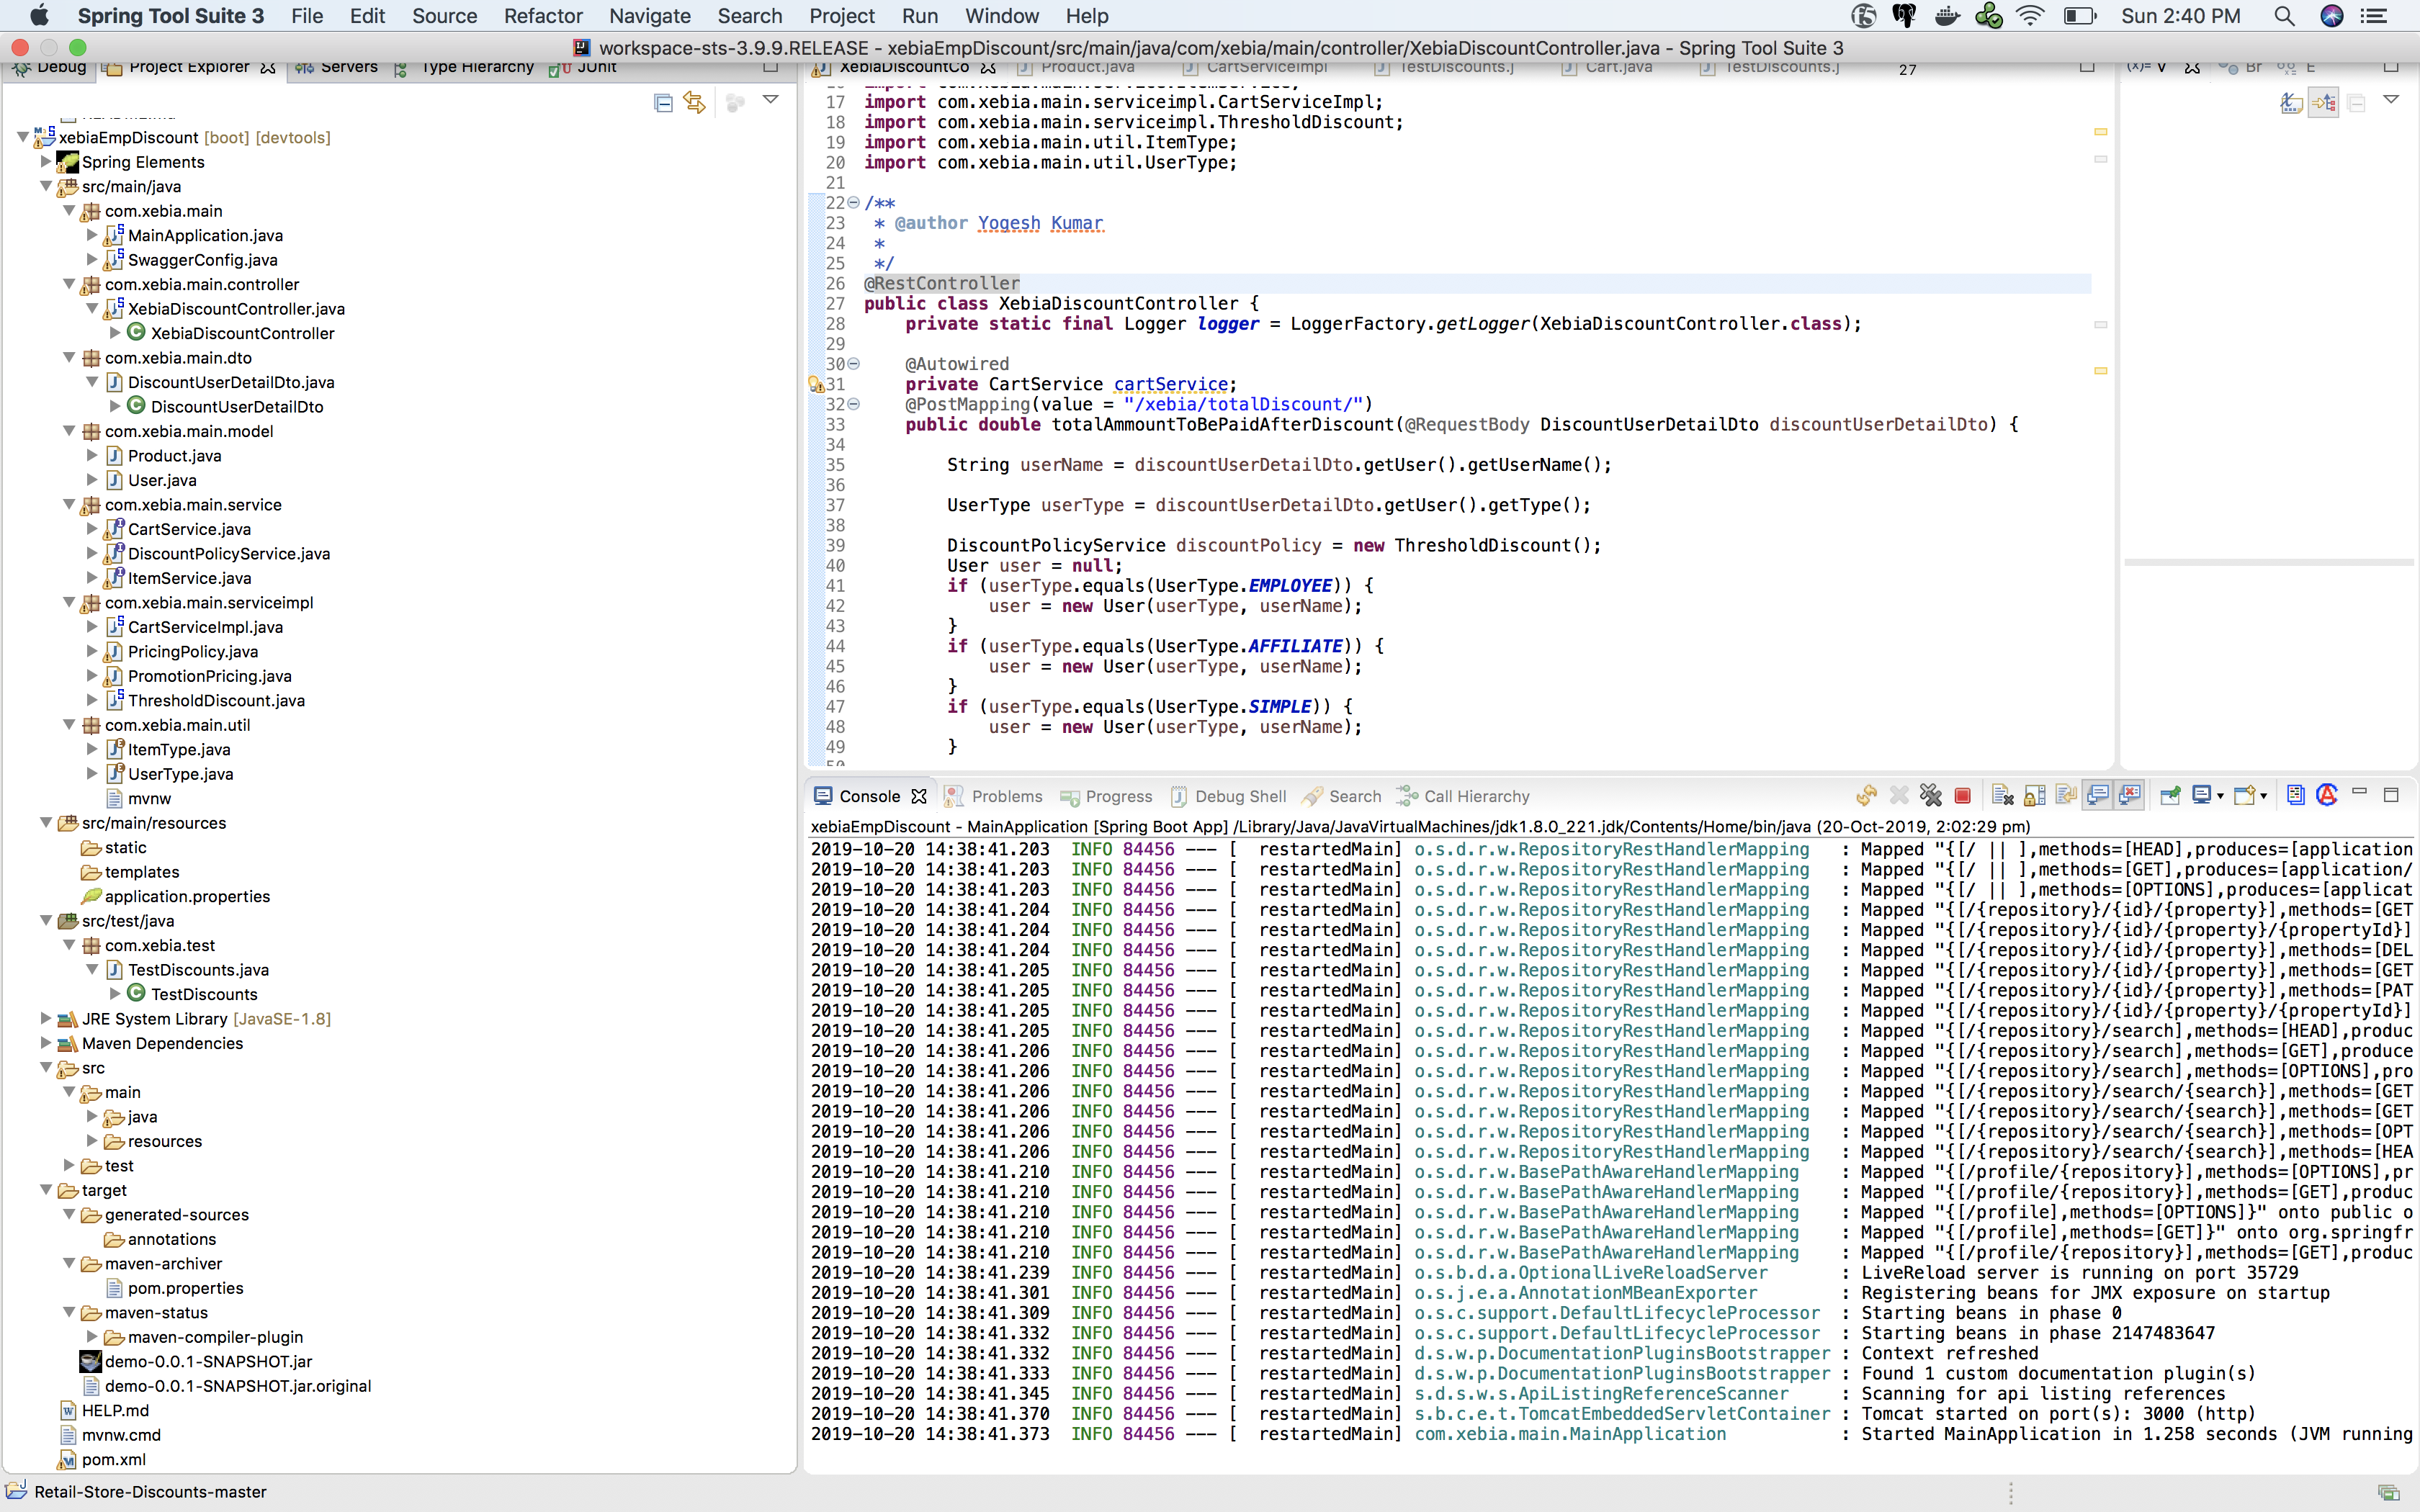 Spring Tool Suite 3 File Edit Source Refactor Navigate Search Project Run Window Help Sun 2:40 PM
workspace-sts-3.9.9.RELEASE - xebiaEmpDiscount/src/main/java/com/xebia/main/controller/XebiaDiscountController.java - Spring Tool Suite 3
Debug Project Explorer Servers Type Hierarchy JUnit
xebiaEmpDiscount [boot] [devtools]
Spring Elements
src/main/java
com.xebia.main
MainApplication.java
SwaggerConfig.java
com.xebia.main.controller
XebiaDiscountController.java
XebiaDiscountController
com.xebia.main.dto
DiscountUserDetailDto.java
DiscountUserDetailDto
com.xebia.main.model
Product.java
User.java
com.xebia.main.service
CartService.java
DiscountPolicyService.java
ItemService.java
com.xebia.main.serviceimpl
CartServiceImpl.java
PricingPolicy.java
PromotionPricing.java
ThresholdDiscount.java
com.xebia.main.util
ItemType.java
UserType.java
mvnw
src/main/resources
static
templates
application.properties
src/test/java
com.xebia.test
TestDiscounts.java
TestDiscounts
JRE System Library [JavaSE-1.8]
Maven Dependencies
src
main
java
resources
test
target
generated-sources
annotations
maven-archiver
pom.properties
maven-status
maven-compiler-plugin
demo-0.0.1-SNAPSHOT.jar
demo-0.0.1-SNAPSHOT.jar.original
HELP.md
mvnw.cmd
pom.xml
Retail-Store-Discounts-master
XebiaDiscountCo Product.java CartServiceImpl TestDiscounts.j Cart.java TestDiscounts.j 27
(x)= V Br E
17 import com.xebia.main.serviceimpl.CartServiceImpl;
18 import com.xebia.main.serviceimpl.ThresholdDiscount;
19 import com.xebia.main.util.ItemType;
20 import com.xebia.main.util.UserType;
21
22 /**
23 * @author Yogesh Kumar
24 *
25 */
26 @RestController
27 public class XebiaDiscountController {
28 private static final Logger logger = LoggerFactory.getLogger(XebiaDiscountController.class);
29
30 @Autowired
31 private CartService cartService;
32 @PostMapping(value = "/xebia/totalDiscount/")
33 public double totalAmmountToBePaidAfterDiscount(@RequestBody DiscountUserDetailDto discountUserDetailDto) {
34
35 String userName = discountUserDetailDto.getUser().getUserName();
36
37 UserType userType = discountUserDetailDto.getUser().getType();
38
39 DiscountPolicyService discountPolicy = new ThresholdDiscount();
40 User user = null;
41 if (userType.equals(UserType.EMPLOYEE)) {
42 user = new User(userType, userName);
43 }
44 if (userType.equals(UserType.AFFILIATE)) {
45 user = new User(userType, userName);
46 }
47 if (userType.equals(UserType.SIMPLE)) {
48 user = new User(userType, userName);
49 }
Console Problems Progress Debug Shell Search Call Hierarchy
xebiaEmpDiscount - MainApplication [Spring Boot App] /Library/Java/JavaVirtualMachines/jdk1.8.0_221.jdk/Contents/Home/bin/java (20-Oct-2019, 2:02:29 pm)
2019-10-20 14:38:41.203 INFO 84456 --- [ restartedMain] o.s.d.r.w.RepositoryRestHandlerMapping : Mapped "{[/ || ],methods=[HEAD],produces=[application
2019-10-20 14:38:41.203 INFO 84456 --- [ restartedMain] o.s.d.r.w.RepositoryRestHandlerMapping : Mapped "{[/ || ],methods=[GET],produces=[application/
2019-10-20 14:38:41.203 INFO 84456 --- [ restartedMain] o.s.d.r.w.RepositoryRestHandlerMapping : Mapped "{[/ || ],methods=[OPTIONS],produces=[applicat
2019-10-20 14:38:41.204 INFO 84456 --- [ restartedMain] o.s.d.r.w.RepositoryRestHandlerMapping : Mapped "{[/{repository}/{id}/{property}],methods=[GET
2019-10-20 14:38:41.204 INFO 84456 --- [ restartedMain] o.s.d.r.w.RepositoryRestHandlerMapping : Mapped "{[/{repository}/{id}/{property}/{propertyId}]
2019-10-20 14:38:41.204 INFO 84456 --- [ restartedMain] o.s.d.r.w.RepositoryRestHandlerMapping : Mapped "{[/{repository}/{id}/{property}],methods=[DEL
2019-10-20 14:38:41.205 INFO 84456 --- [ restartedMain] o.s.d.r.w.RepositoryRestHandlerMapping : Mapped "{[/{repository}/{id}/{property}],methods=[GET
2019-10-20 14:38:41.205 INFO 84456 --- [ restartedMain] o.s.d.r.w.RepositoryRestHandlerMapping : Mapped "{[/{repository}/{id}/{property}],methods=[PAT
2019-10-20 14:38:41.205 INFO 84456 --- [ restartedMain] o.s.d.r.w.RepositoryRestHandlerMapping : Mapped "{[/{repository}/{id}/{property}/{propertyId}]
2019-10-20 14:38:41.205 INFO 84456 --- [ restartedMain] o.s.d.r.w.RepositoryRestHandlerMapping : Mapped "{[/{repository}/search],methods=[HEAD],produc
2019-10-20 14:38:41.206 INFO 84456 --- [ restartedMain] o.s.d.r.w.RepositoryRestHandlerMapping : Mapped "{[/{repository}/search],methods=[GET],produce
2019-10-20 14:38:41.206 INFO 84456 --- [ restartedMain] o.s.d.r.w.RepositoryRestHandlerMapping : Mapped "{[/{repository}/search],methods=[OPTIONS],pro
2019-10-20 14:38:41.206 INFO 84456 --- [ restartedMain] o.s.d.r.w.RepositoryRestHandlerMapping : Mapped "{[/{repository}/search/{search}],methods=[GET
2019-10-20 14:38:41.206 INFO 84456 --- [ restartedMain] o.s.d.r.w.RepositoryRestHandlerMapping : Mapped "{[/{repository}/search/{search}],methods=[GET
2019-10-20 14:38:41.206 INFO 84456 --- [ restartedMain] o.s.d.r.w.RepositoryRestHandlerMapping : Mapped "{[/{repository}/search/{search}],methods=[OPT
2019-10-20 14:38:41.206 INFO 84456 --- [ restartedMain] o.s.d.r.w.RepositoryRestHandlerMapping : Mapped "{[/{repository}/search/{search}],methods=[HEA
2019-10-20 14:38:41.210 INFO 84456 --- [ restartedMain] o.s.d.r.w.BasePathAwareHandlerMapping : Mapped "{[/profile/{repository}],methods=[OPTIONS],pr
2019-10-20 14:38:41.210 INFO 84456 --- [ restartedMain] o.s.d.r.w.BasePathAwareHandlerMapping : Mapped "{[/profile/{repository}],methods=[GET],produc
2019-10-20 14:38:41.210 INFO 84456 --- [ restartedMain] o.s.d.r.w.BasePathAwareHandlerMapping : Mapped "{[/profile],methods=[OPTIONS]}" onto public o
2019-10-20 14:38:41.210 INFO 84456 --- [ restartedMain] o.s.d.r.w.BasePathAwareHandlerMapping : Mapped "{[/profile],methods=[GET]}" onto org.springfr
2019-10-20 14:38:41.210 INFO 84456 --- [ restartedMain] o.s.d.r.w.BasePathAwareHandlerMapping : Mapped "{[/profile/{repository}],methods=[GET],produc
2019-10-20 14:38:41.239 INFO 84456 --- [ restartedMain] o.s.b.d.a.OptionalLiveReloadServer : LiveReload server is running on port 35729
2019-10-20 14:38:41.301 INFO 84456 --- [ restartedMain] o.s.j.e.a.AnnotationMBeanExporter : Registering beans for JMX exposure on startup
2019-10-20 14:38:41.309 INFO 84456 --- [ restartedMain] o.s.c.support.DefaultLifecycleProcessor : Starting beans in phase 0
2019-10-20 14:38:41.332 INFO 84456 --- [ restartedMain] o.s.c.support.DefaultLifecycleProcessor : Starting beans in phase 2147483647
2019-10-20 14:38:41.332 INFO 84456 --- [ restartedMain] d.s.w.p.DocumentationPluginsBootstrapper : Context refreshed
2019-10-20 14:38:41.333 INFO 84456 --- [ restartedMain] d.s.w.p.DocumentationPluginsBootstrapper : Found 1 custom documentation plugin(s)
2019-10-20 14:38:41.345 INFO 84456 --- [ restartedMain] s.d.s.w.s.ApiListingReferenceScanner : Scanning for api listing references
2019-10-20 14:38:41.370 INFO 84456 --- [ restartedMain] s.b.c.e.t.TomcatEmbeddedServletContainer : Tomcat started on port(s): 3000 (http)
2019-10-20 14:38:41.373 INFO 84456 --- [ restartedMain] com.xebia.main.MainApplication : Started MainApplication in 1.258 seconds (JVM running